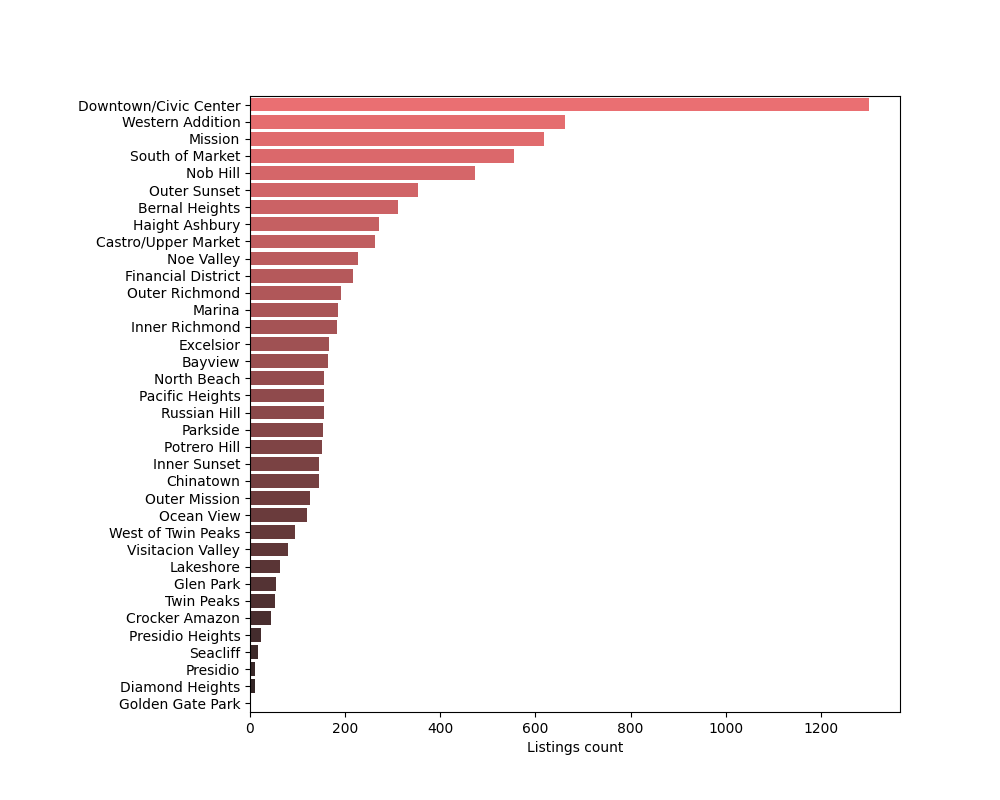 Downtown/Civic Center
Western Addition
Mission
South of Market
Nob Hill
Outer Sunset
Bernal Heights
Haight Ashbury
Castro/Upper Market
Noe Valley
Financial District
Outer Richmond
Marina
Inner Richmond
Excelsior
Bayview
North Beach
Pacific Heights
Russian Hill
Parkside
Potrero Hill
Inner Sunset
Chinatown
Outer Mission
Ocean View
West of Twin Peaks
Visitacion Valley
Lakeshore
Glen Park
Twin Peaks
Crocker Amazon
Presidio Heights
Seacliff
Presidio
Diamond Heights
Golden Gate Park
0 200 400 600 800 1000 1200
Listings count